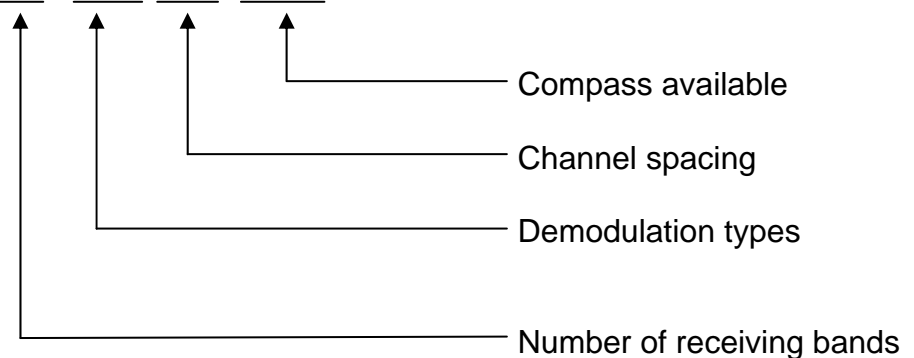 Compass available
Channel spacing
Demodulation types
Number of receiving bands